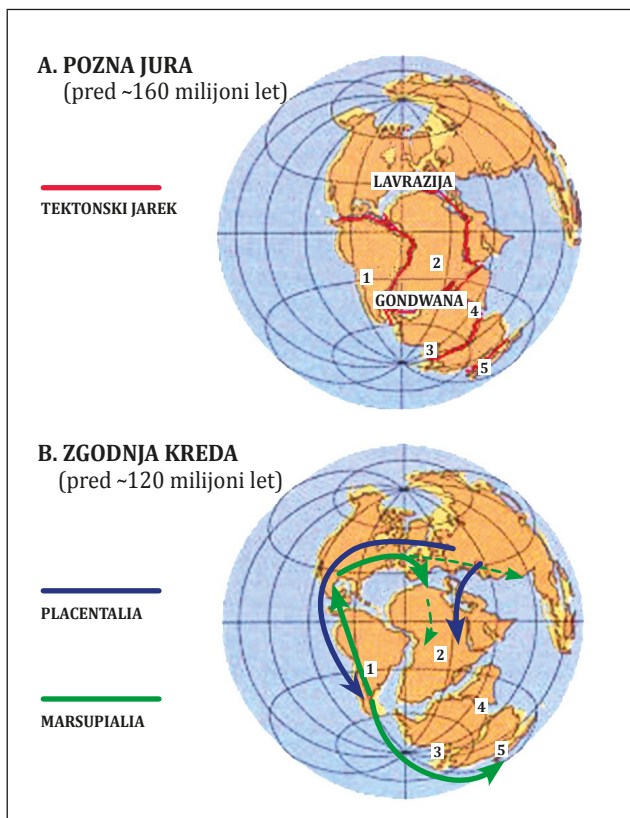 A. POZNA JURA
(pred ~160 milijoni let)
TEKTONSKI JAREK
LAVRAZIJA
2
1
GONDWANA
4
3
5
B. ZGODNJA KREDA
(pred ~120 milijoni let)
PLACENTALIA
2
1
4
MARSUPIALIA
3
5